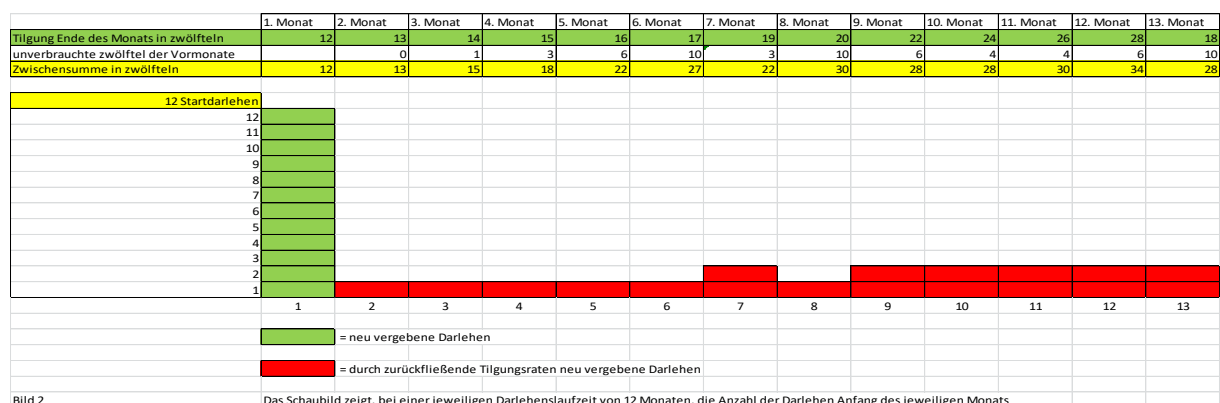 1. Monat 2. Monat 3. Monat 4. Monat 5. Monat 6. Monat 7. Monat 8. Monat 9. Monat 10. Monat 11. Monat 12. Monat 13. Monat
Tilgung Ende des Monats in zwölfteln 12 13 14 15 16 17 19 20 22 24 26 28 18
unverbrauchte zwölftel der Vormonate 0 1 3 6 10 3 10 6 4 4 6 10
Zwischensumme in zwölfteln 12 13 15 18 22 27 22 30 28 28 30 34 28
12 Startdarlehen
12
11
10
9
8
7
6
5
4
3
2
1
1 2 3 4 5 6 7 8 9 10 11 12 13
= neu vergebene Darlehen
= durch zurückfließende Tilgungsraten neu vergebene Darlehen
Bild 2 Das Schaubild zeigt, bei einer jeweiligen Darlehenslaufzeit von 12 Monaten, die Anzahl der Darlehen Anfang des jeweiligen Monats